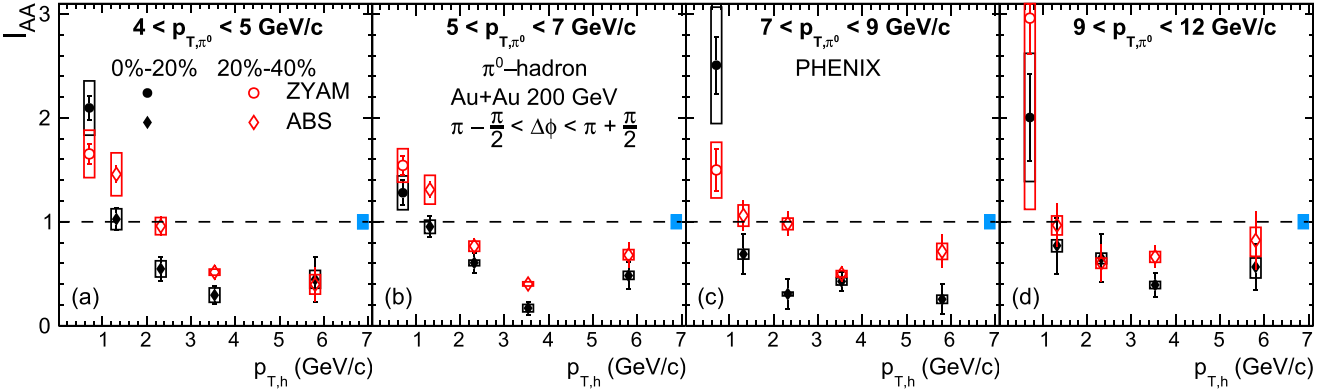 I_AA
4 < p_T,π⁰ < 5 GeV/c
5 < p_T,π⁰ < 7 GeV/c
7 < p_T,π⁰ < 9 GeV/c
9 < p_T,π⁰ < 12 GeV/c
0%-20% 20%-40%
ZYAM
ABS
π⁰–hadron
Au+Au 200 GeV
π − π/2 < Δϕ < π + π/2
PHENIX
3
2
1
0
(a)
(b)
(c)
(d)
1 2 3 4 5 6 7
1 2 3 4 5 6 7
1 2 3 4 5 6 7
1 2 3 4 5 6 7
p_T,h (GeV/c)
p_T,h (GeV/c)
p_T,h (GeV/c)
p_T,h (GeV/c)